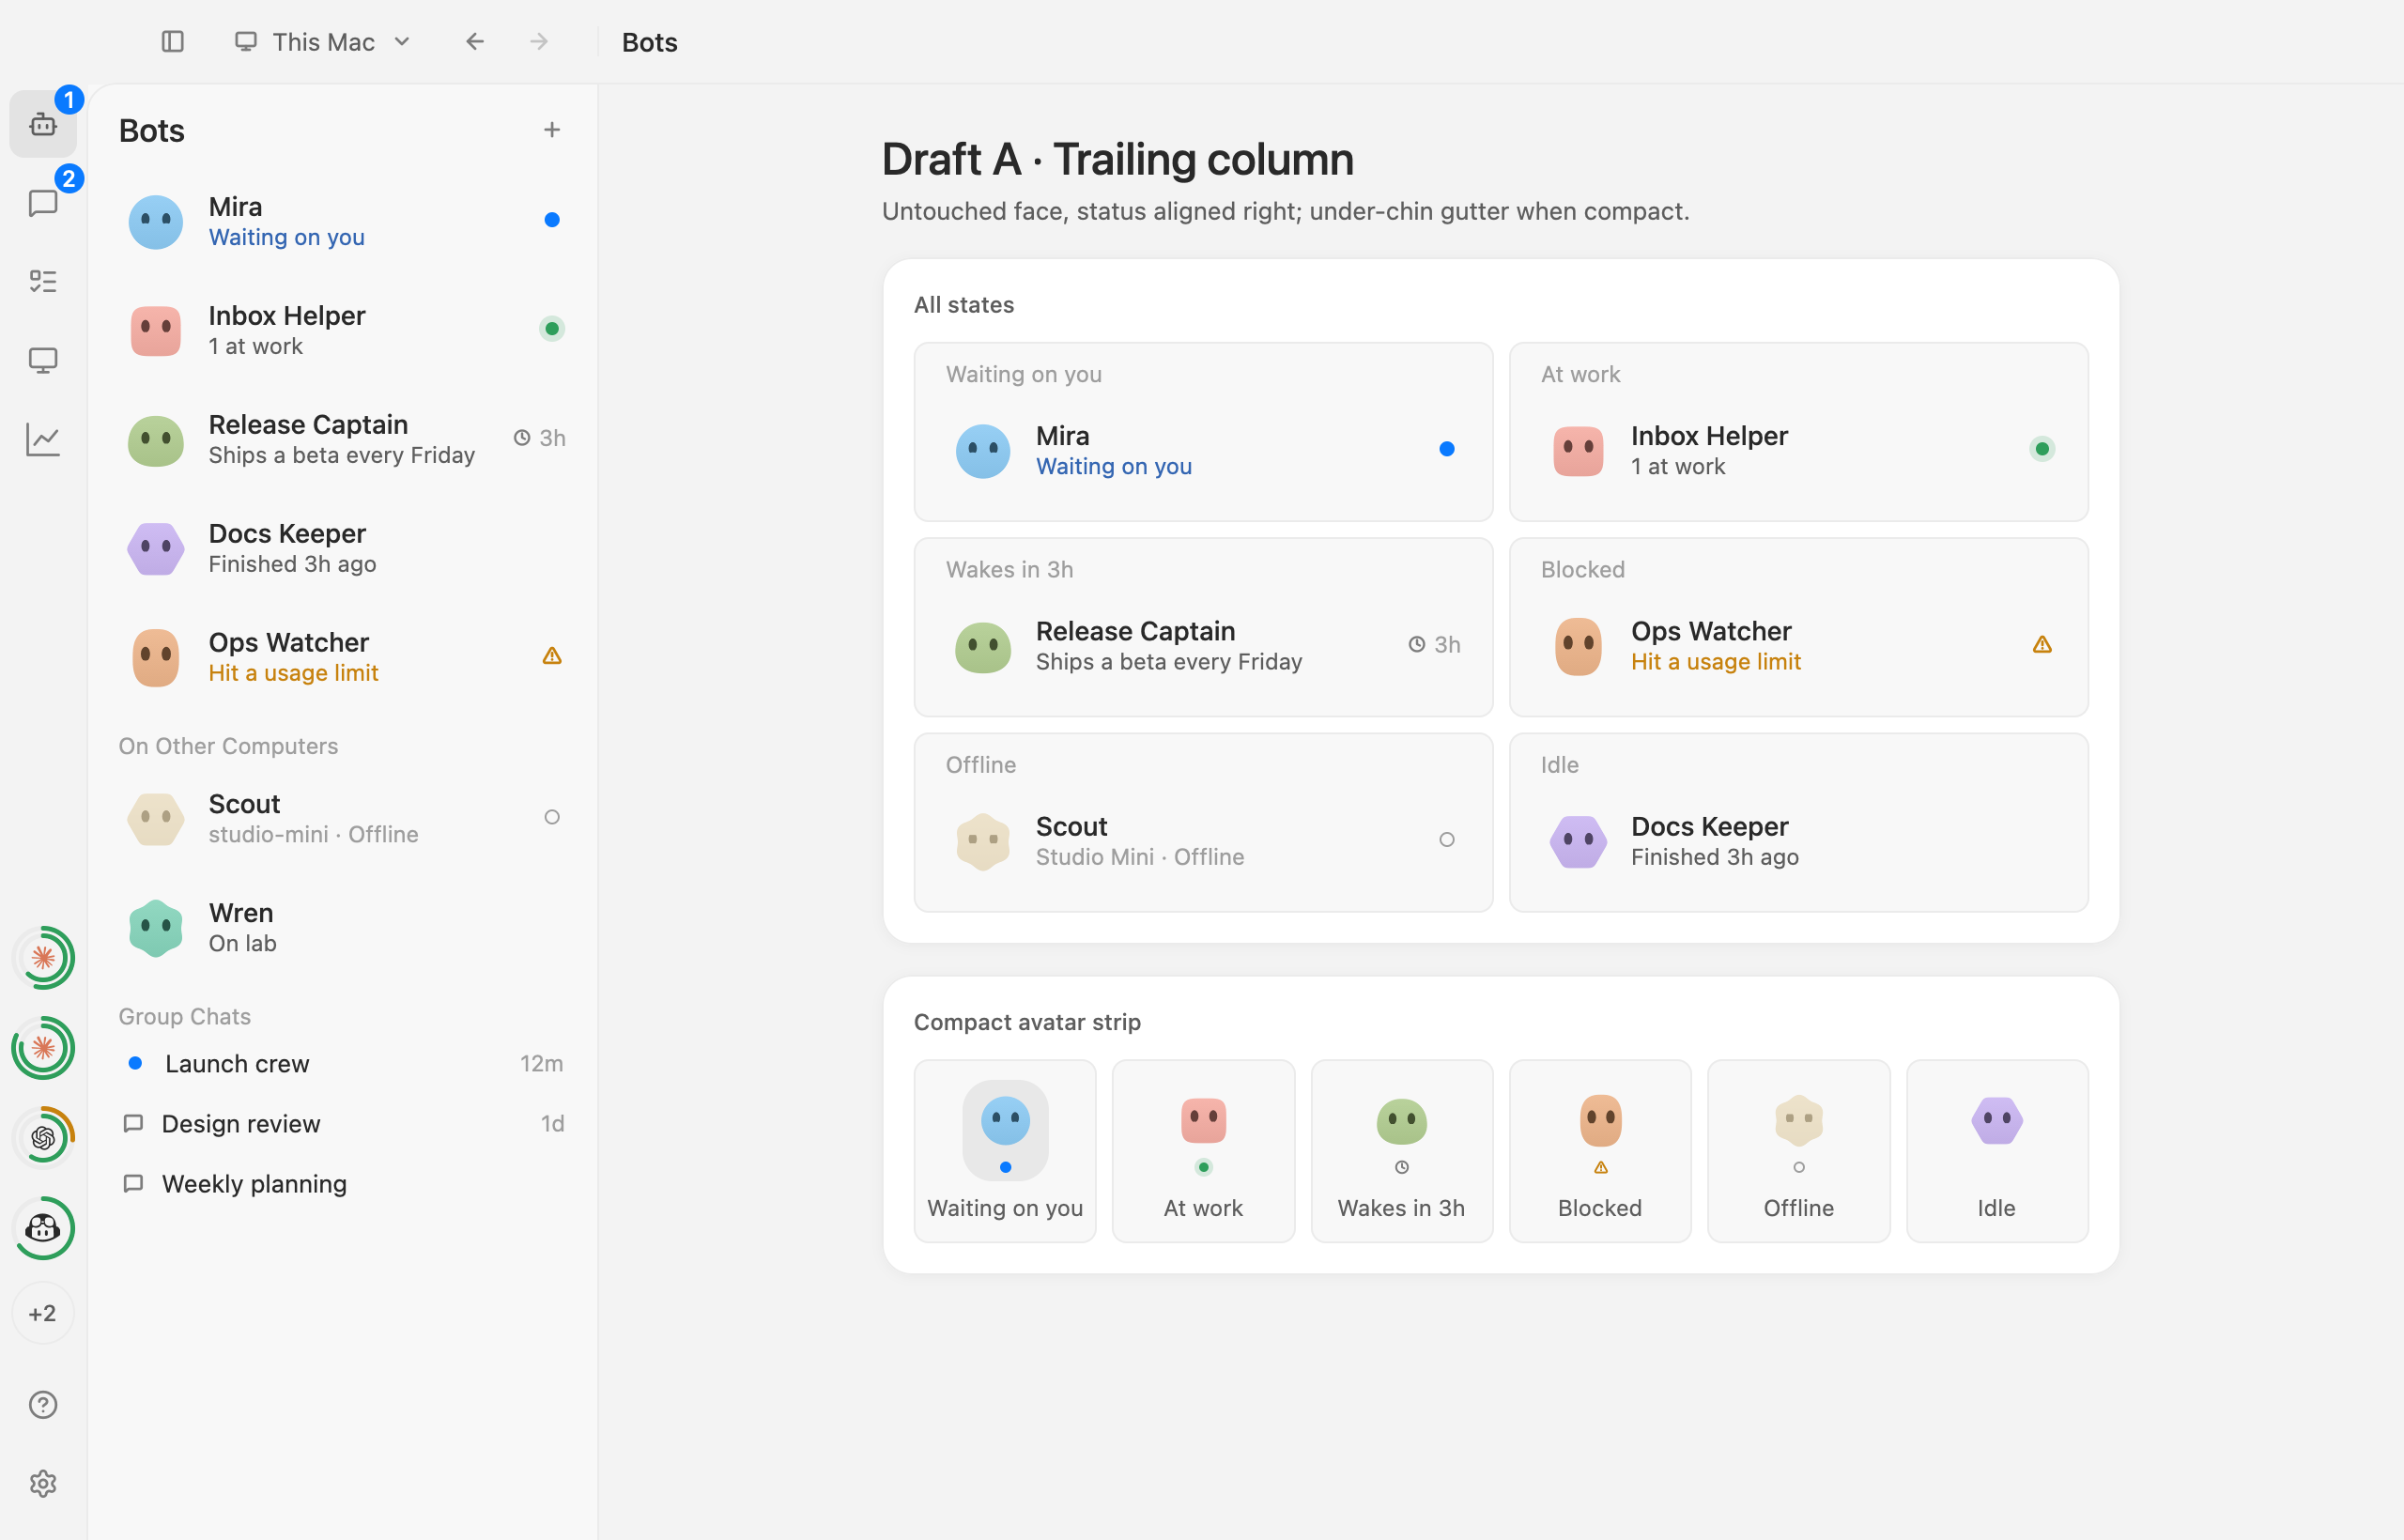 This Mac
Bots
1
2
Bots
Mira
Waiting on you
Inbox Helper
1 at work
Release Captain
Ships a beta every Friday
3h
Docs Keeper
Finished 3h ago
Ops Watcher
Hit a usage limit
On Other Computers
Scout
studio-mini · Offline
Wren
On lab
Group Chats
Launch crew
12m
Design review
1d
Weekly planning
+2
Draft A · Trailing column
Untouched face, status aligned right; under-chin gutter when compact.
All states
Waiting on you
Mira
Waiting on you
At work
Inbox Helper
1 at work
Wakes in 3h
Release Captain
Ships a beta every Friday
3h
Blocked
Ops Watcher
Hit a usage limit
Offline
Scout
Studio Mini · Offline
Idle
Docs Keeper
Finished 3h ago
Compact avatar strip
Waiting on you
At work
Wakes in 3h
Blocked
Offline
Idle